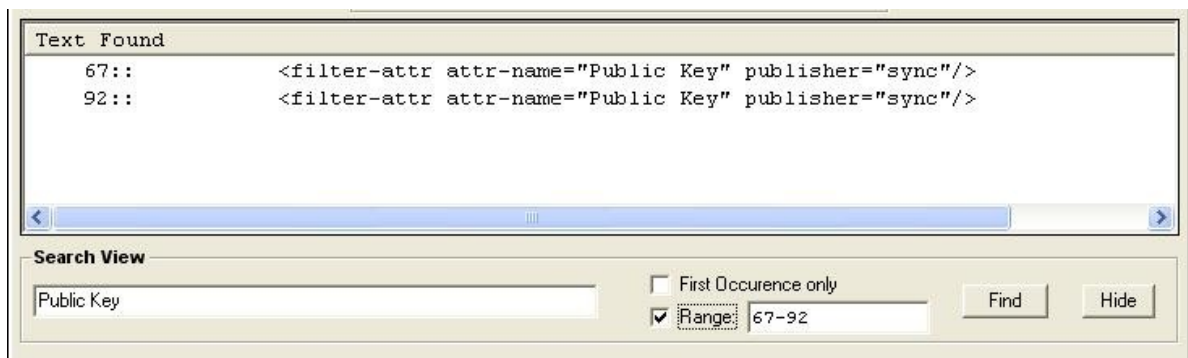 Text Found
67:: <filter-attr attr-name="Public Key" publisher="sync"/>
92:: <filter-attr attr-name="Public Key" publisher="sync"/>
Search View
Public Key
First Occurence only
Range: 67-92
Find
Hide